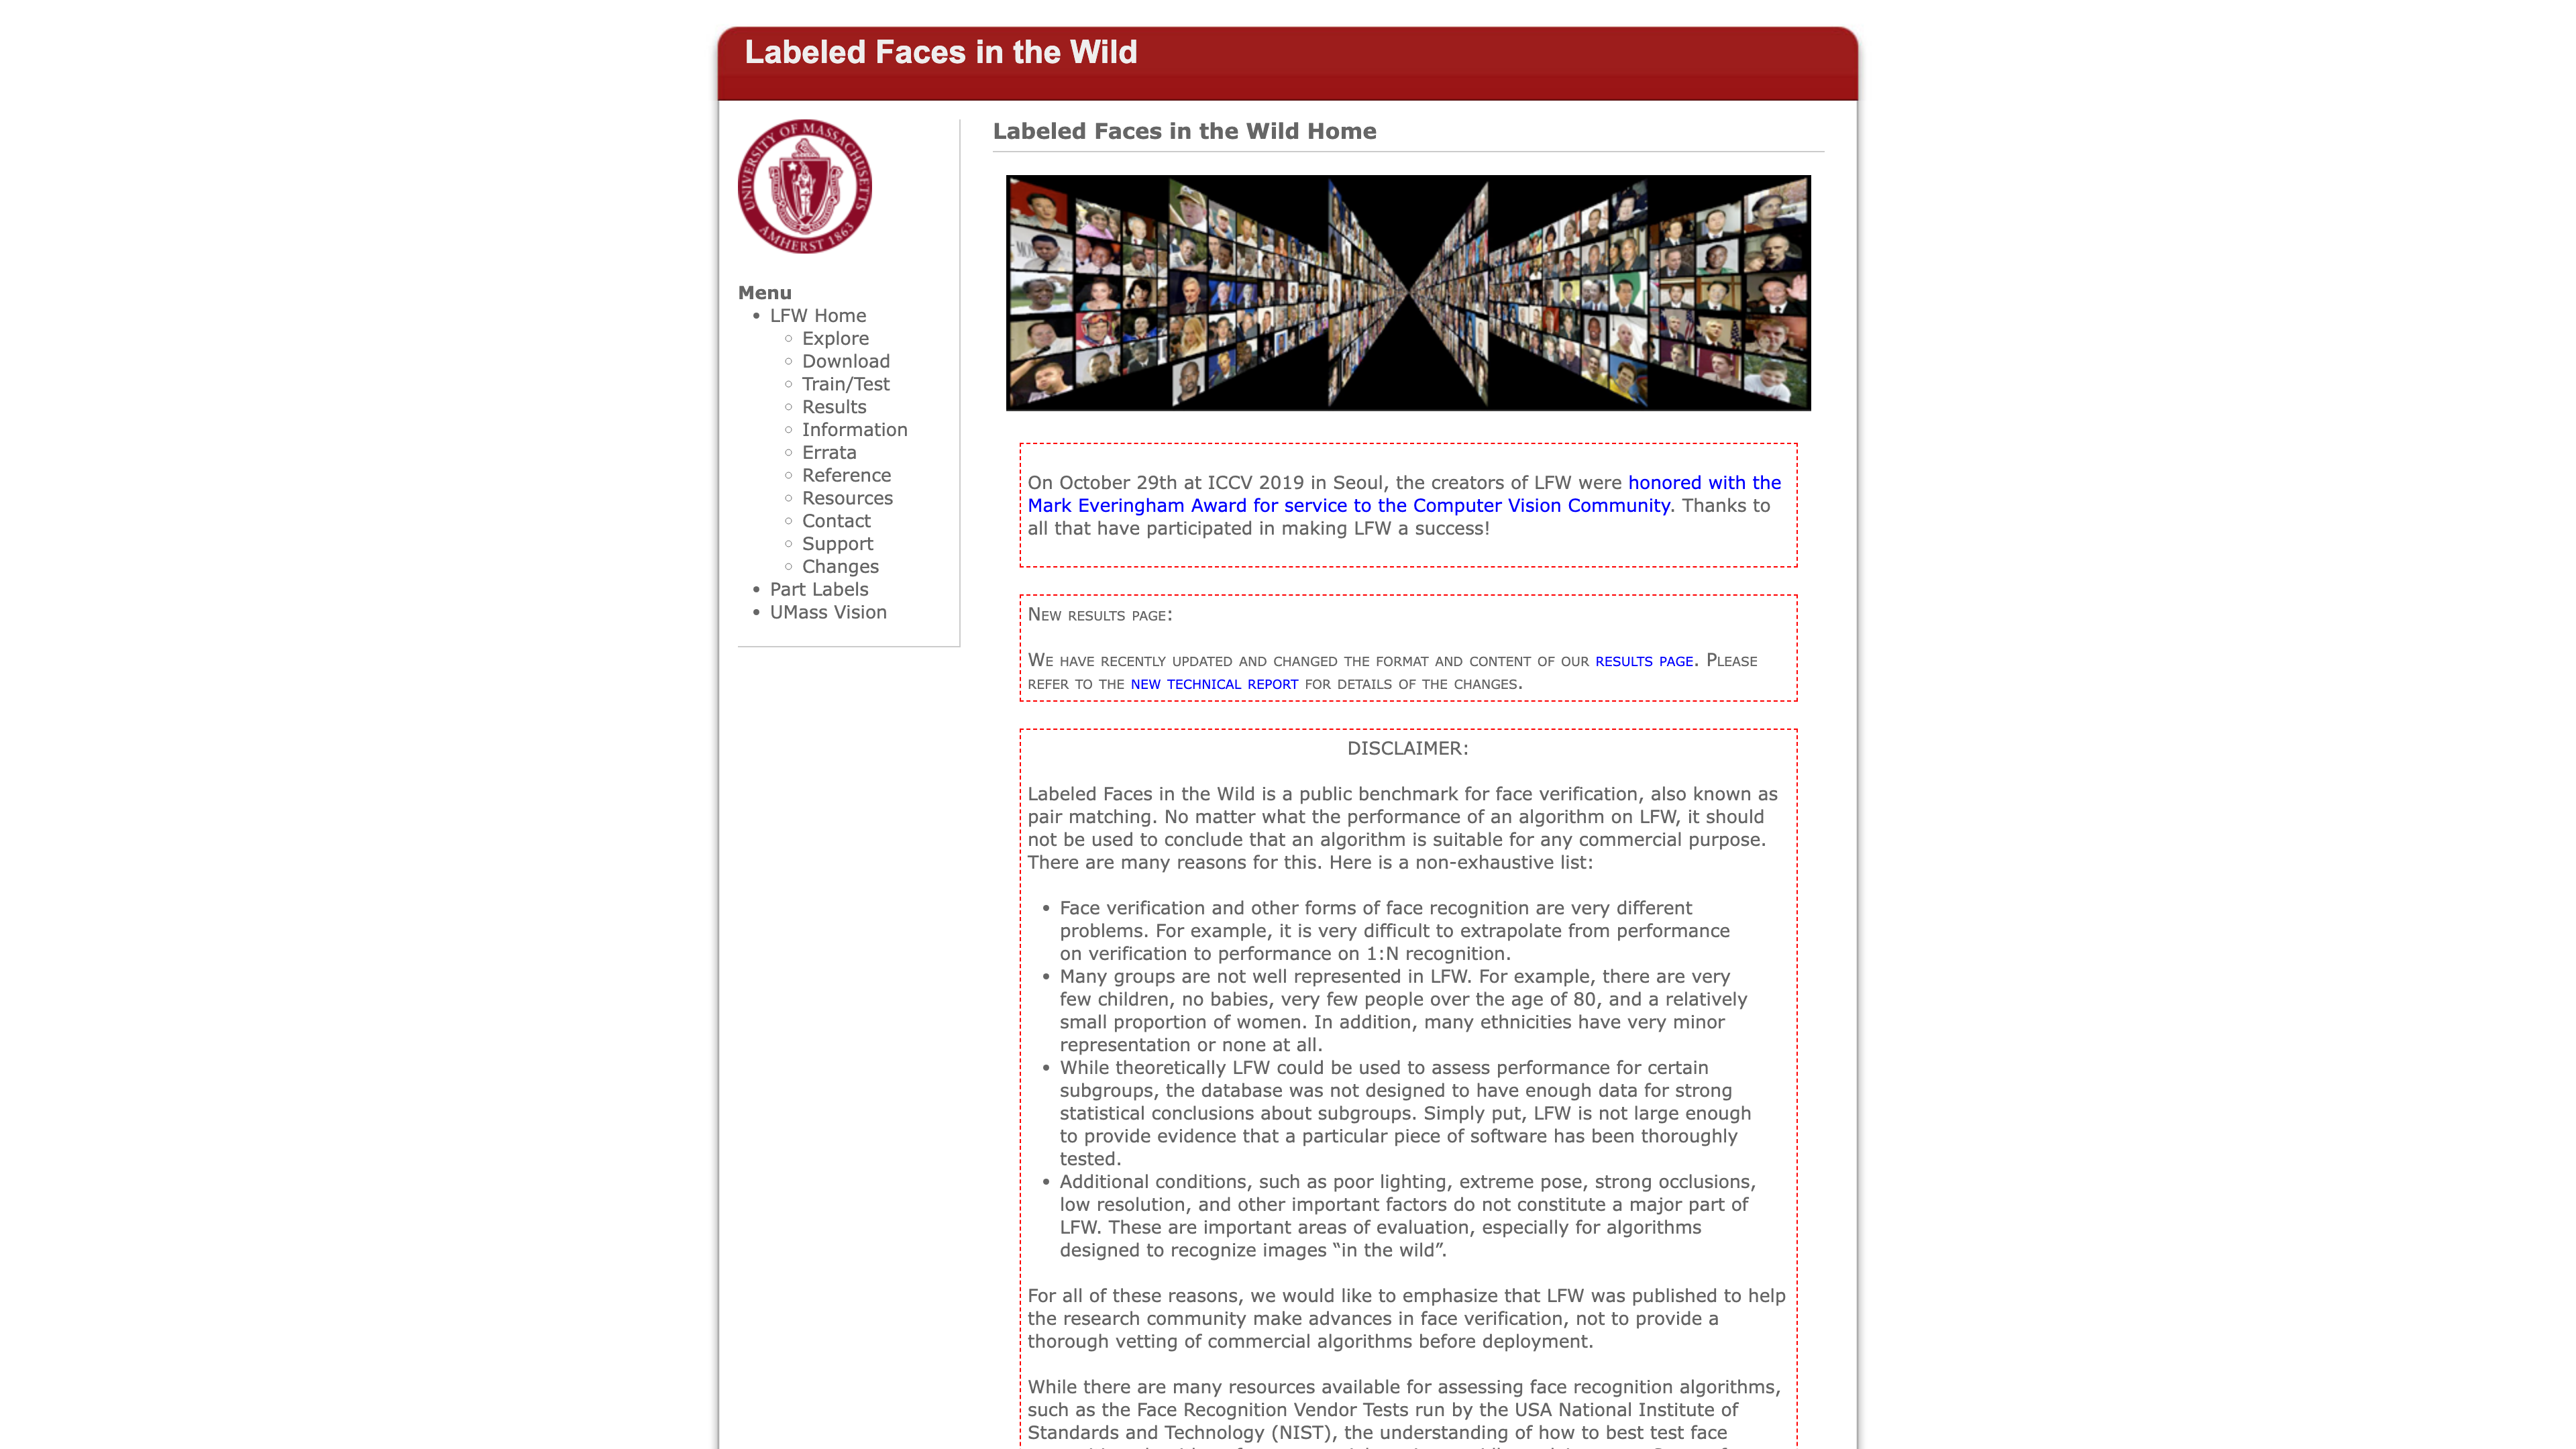 Labeled Faces in the Wild
UNIVERSITY OF MASSACHUSETTS
AMHERST 1863
Menu
• LFW Home
◦ Explore
◦ Download
◦ Train/Test
◦ Results
◦ Information
◦ Errata
◦ Reference
◦ Resources
◦ Contact
◦ Support
◦ Changes
• Part Labels
• UMass Vision
Labeled Faces in the Wild Home
On October 29th at ICCV 2019 in Seoul, the creators of LFW were honored with the
Mark Everingham Award for service to the Computer Vision Community. Thanks to
all that have participated in making LFW a success!
New results page:
We have recently updated and changed the format and content of our results page. Please
refer to the new technical report for details of the changes.
DISCLAIMER:
Labeled Faces in the Wild is a public benchmark for face verification, also known as
pair matching. No matter what the performance of an algorithm on LFW, it should
not be used to conclude that an algorithm is suitable for any commercial purpose.
There are many reasons for this. Here is a non-exhaustive list:
• Face verification and other forms of face recognition are very different
problems. For example, it is very difficult to extrapolate from performance
on verification to performance on 1:N recognition.
• Many groups are not well represented in LFW. For example, there are very
few children, no babies, very few people over the age of 80, and a relatively
small proportion of women. In addition, many ethnicities have very minor
representation or none at all.
• While theoretically LFW could be used to assess performance for certain
subgroups, the database was not designed to have enough data for strong
statistical conclusions about subgroups. Simply put, LFW is not large enough
to provide evidence that a particular piece of software has been thoroughly
tested.
• Additional conditions, such as poor lighting, extreme pose, strong occlusions,
low resolution, and other important factors do not constitute a major part of
LFW. These are important areas of evaluation, especially for algorithms
designed to recognize images “in the wild”.
For all of these reasons, we would like to emphasize that LFW was published to help
the research community make advances in face verification, not to provide a
thorough vetting of commercial algorithms before deployment.
While there are many resources available for assessing face recognition algorithms,
such as the Face Recognition Vendor Tests run by the USA National Institute of
Standards and Technology (NIST), the understanding of how to best test face